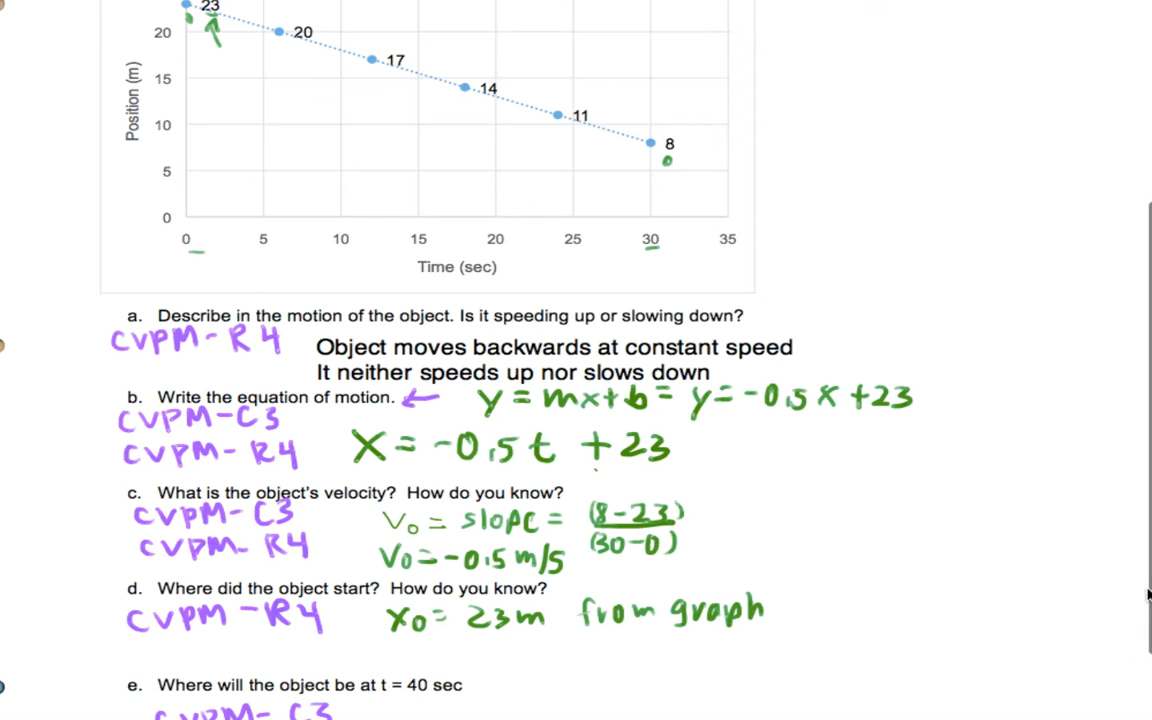 23
20
20
17
15
14
Position (m)
11
10
8
5
0
0 5 10 15 20 25 30 35
Time (sec)
a. Describe in the motion of the object. Is it speeding up or slowing down?
CVPM-R4
Object moves backwards at constant speed
It neither speeds up nor slows down
b. Write the equation of motion. ← y = mx+b = y = -0.5x +23
CVPM-C3
CVPM-R4 X = -0.5t +23
c. What is the object's velocity? How do you know?
CVPM-C3 V₀ = slope = (8-23)
CVPM-R4 (30-0)
V₀=-0.5m/s
d. Where did the object start? How do you know?
CVPM-R4 X₀= 23m from graph
e. Where will the object be at t = 40 sec
CVPM-C3